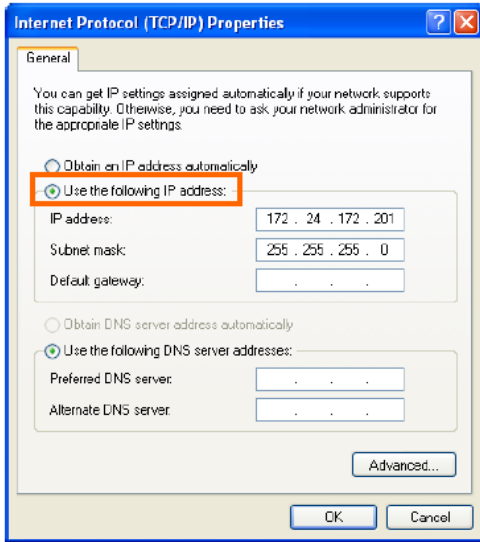 Internet Protocol (TCP/IP) Properties
General
You can get IP settings assigned automatically if your network supports
this capability. Otherwise, you need to ask your network administrator for
the appropriate IP settings.
Obtain an IP address automatically
Use the following IP address:
IP address: 172 . 24 . 172 . 201
Subnet mask: 255 . 255 . 255 . 0
Default gateway: . . .
Obtain DNS server address automatically
Use the following DNS server addresses:
Preferred DNS server: . . .
Alternate DNS server: . . .
Advanced...
OK Cancel